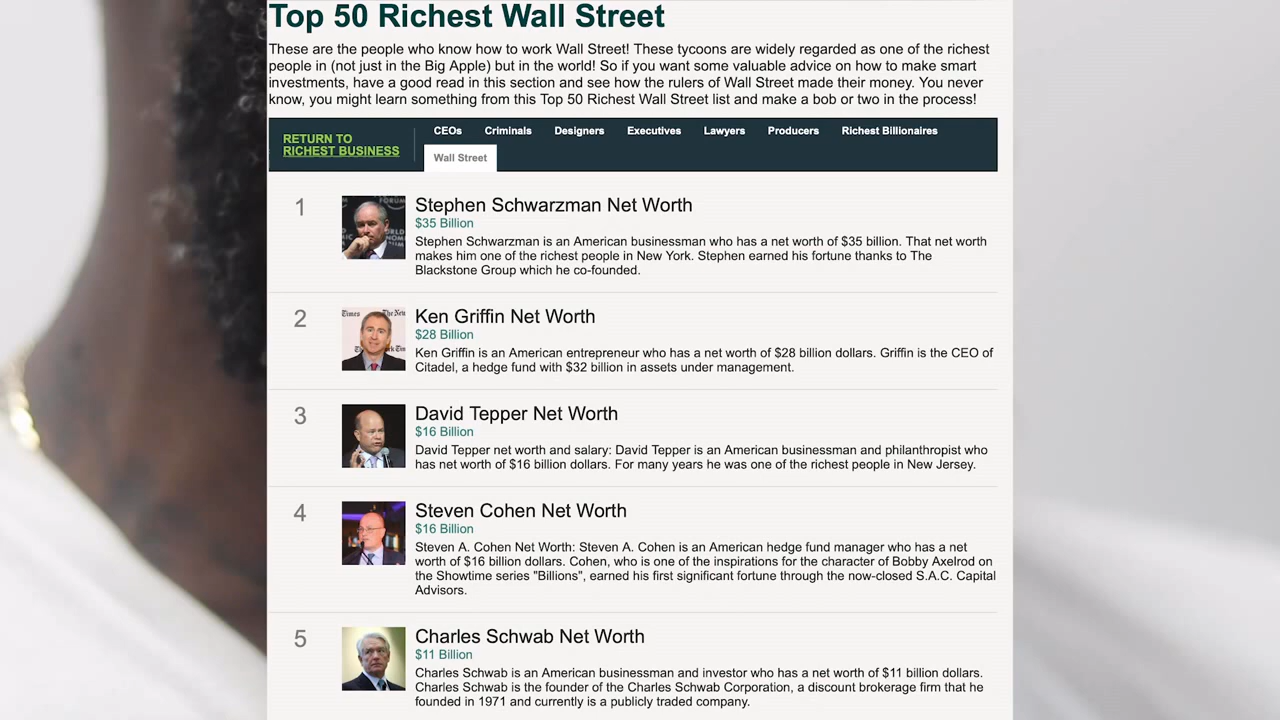 Top 50 Richest Wall Street
These are the people who know how to work Wall Street! These tycoons are widely regarded as one of the richest
people in (not just in the Big Apple) but in the world! So if you want some valuable advice on how to make smart
investments, have a good read in this section and see how the rulers of Wall Street made their money. You never
know, you might learn something from this Top 50 Richest Wall Street list and make a bob or two in the process!
RETURN TO
RICHEST BUSINESS
CEOs Criminals Designers Executives Lawyers Producers Richest Billionaires
Wall Street
1
Stephen Schwarzman Net Worth
$35 Billion
Stephen Schwarzman is an American businessman who has a net worth of $35 billion. That net worth
makes him one of the richest people in New York. Stephen earned his fortune thanks to The
Blackstone Group which he co-founded.
2
Ken Griffin Net Worth
$28 Billion
Ken Griffin is an American entrepreneur who has a net worth of $28 billion dollars. Griffin is the CEO of
Citadel, a hedge fund with $32 billion in assets under management.
3
David Tepper Net Worth
$16 Billion
David Tepper net worth and salary: David Tepper is an American businessman and philanthropist who
has net worth of $16 billion dollars. For many years he was one of the richest people in New Jersey.
4
Steven Cohen Net Worth
$16 Billion
Steven A. Cohen Net Worth: Steven A. Cohen is an American hedge fund manager who has a net
worth of $16 billion dollars. Cohen, who is one of the inspirations for the character of Bobby Axelrod on
the Showtime series "Billions", earned his first significant fortune through the now-closed S.A.C. Capital
Advisors.
5
Charles Schwab Net Worth
$11 Billion
Charles Schwab is an American businessman and investor who has a net worth of $11 billion dollars.
Charles Schwab is the founder of the Charles Schwab Corporation, a discount brokerage firm that he
founded in 1971 and currently is a publicly traded company.